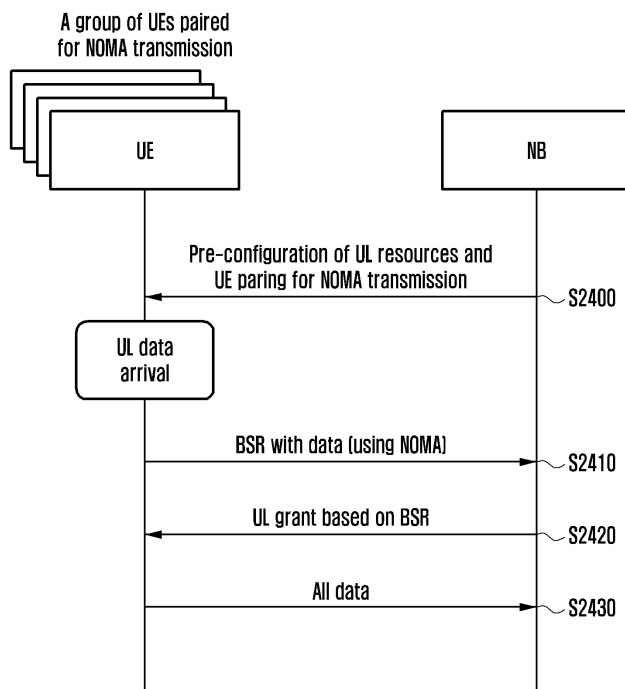 A group of UEs paired
for NOMA transmission
UE
NB
Pre-configuration of UL resources and
UE paring for NOMA transmission
S2400
UL data
arrival
BSR with data (using NOMA)
S2410
UL grant based on BSR
S2420
All data
S2430